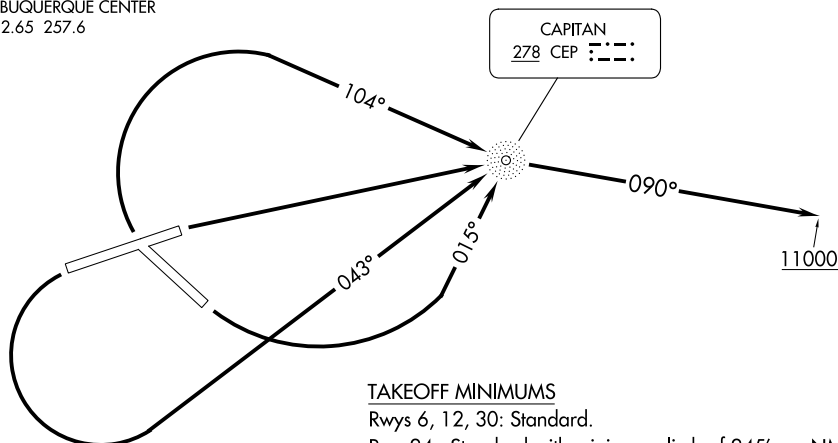 BUQUERQUE CENTER
2.65 257.6
CAPITAN
278 CEP
104°
090°
015°
043°
11000
TAKEOFF MINIMUMS
Rwys 6, 12, 30: Standard.